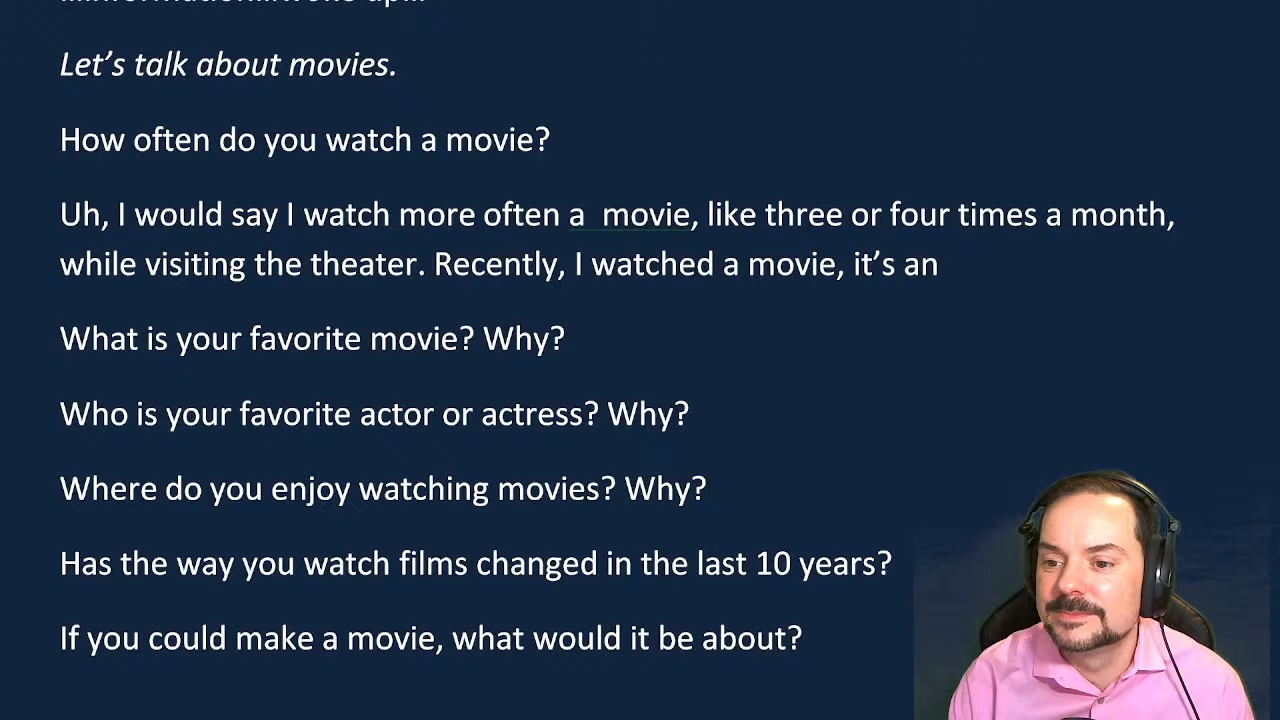 Let’s talk about movies.
How often do you watch a movie?
Uh, I would say I watch more often a  movie, like three or four times a month,
while visiting the theater. Recently, I watched a movie, it’s an
What is your favorite movie? Why?
Who is your favorite actor or actress? Why?
Where do you enjoy watching movies? Why?
Has the way you watch films changed in the last 10 years?
If you could make a movie, what would it be about?